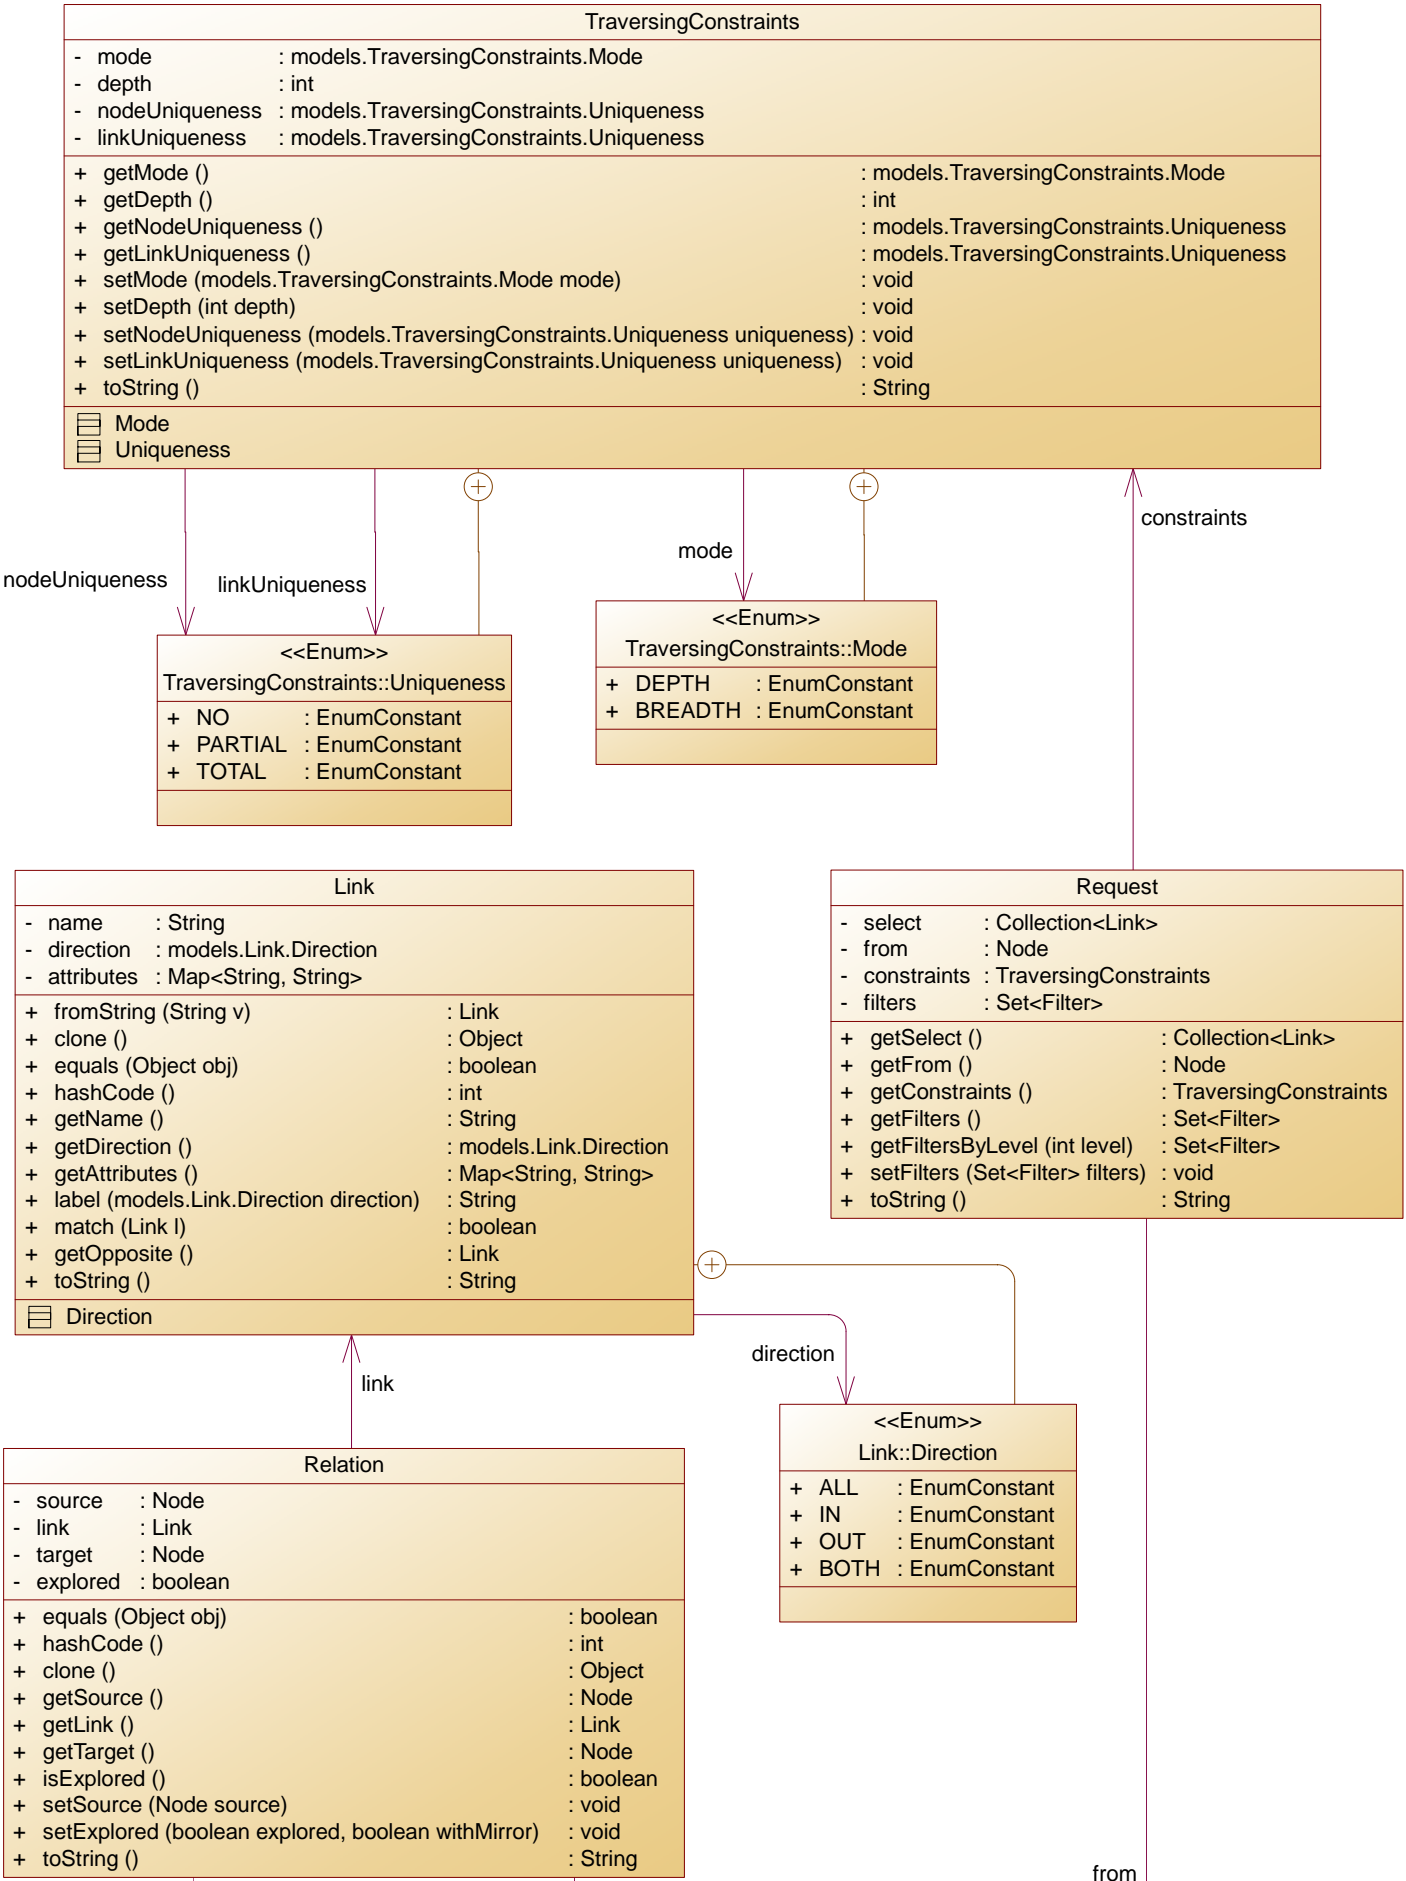 TraversingConstraints
- mode : models.TraversingConstraints.Mode
- depth : int
- nodeUniqueness : models.TraversingConstraints.Uniqueness
- linkUniqueness : models.TraversingConstraints.Uniqueness
+ getMode () : models.TraversingConstraints.Mode
+ getDepth () : int
+ getNodeUniqueness () : models.TraversingConstraints.Uniqueness
+ getLinkUniqueness () : models.TraversingConstraints.Uniqueness
+ setMode (models.TraversingConstraints.Mode mode) : void
+ setDepth (int depth) : void
+ setNodeUniqueness (models.TraversingConstraints.Uniqueness uniqueness) : void
+ setLinkUniqueness (models.TraversingConstraints.Uniqueness uniqueness) : void
+ toString () : String
Mode
Uniqueness
constraints
mode
nodeUniqueness
linkUniqueness
<<Enum>>
TraversingConstraints::Uniqueness
+ NO : EnumConstant
+ PARTIAL : EnumConstant
+ TOTAL : EnumConstant
<<Enum>>
TraversingConstraints::Mode
+ DEPTH : EnumConstant
+ BREADTH : EnumConstant
Link
- name : String
- direction : models.Link.Direction
- attributes : Map<String, String>
+ fromString (String v) : Link
+ clone () : Object
+ equals (Object obj) : boolean
+ hashCode () : int
+ getName () : String
+ getDirection () : models.Link.Direction
+ getAttributes () : Map<String, String>
+ label (models.Link.Direction direction) : String
+ match (Link l) : boolean
+ getOpposite () : Link
+ toString () : String
Direction
Request
- select : Collection<Link>
- from : Node
- constraints : TraversingConstraints
- filters : Set<Filter>
+ getSelect () : Collection<Link>
+ getFrom () : Node
+ getConstraints () : TraversingConstraints
+ getFilters () : Set<Filter>
+ getFiltersByLevel (int level) : Set<Filter>
+ setFilters (Set<Filter> filters) : void
+ toString () : String
direction
link
<<Enum>>
Link::Direction
+ ALL : EnumConstant
+ IN : EnumConstant
+ OUT : EnumConstant
+ BOTH : EnumConstant
Relation
- source : Node
- link : Link
- target : Node
- explored : boolean
+ equals (Object obj) : boolean
+ hashCode () : int
+ clone () : Object
+ getSource () : Node
+ getLink () : Link
+ getTarget () : Node
+ isExplored () : boolean
+ setSource (Node source) : void
+ setExplored (boolean explored, boolean withMirror) : void
+ toString () : String
from